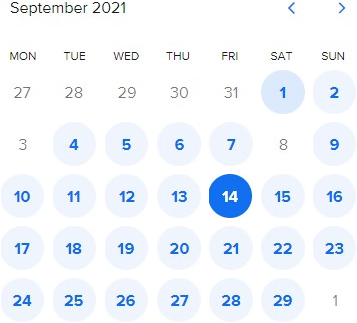 September 2021
MON TUE WED THU FRI SAT SUN
27 28 29 30 31 1 2
3 4 5 6 7 8 9
10 11 12 13 14 15 16
17 18 19 20 21 22 23
24 25 26 27 28 29 1